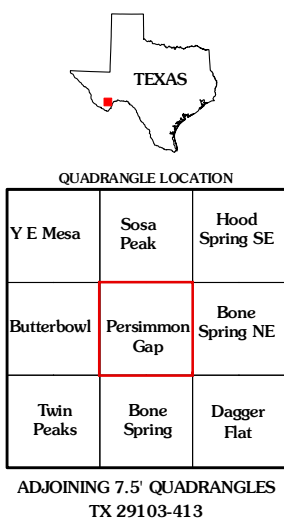 TEXAS
QUADRANGLE LOCATION
Y E Mesa
Sosa
Peak
Hood
Spring SE
Butterbowl
Persimmon
Gap
Bone
Spring NE
Twin
Peaks
Bone
Spring
Dagger
Flat
ADJOINING 7.5' QUADRANGLES
TX 29103-413